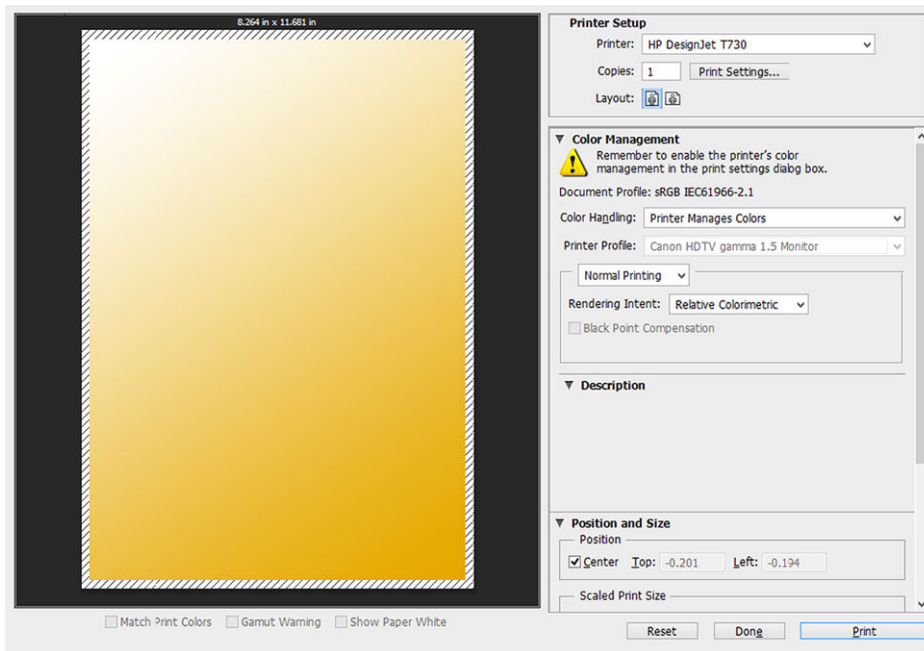 8.264 in x 11.681 in
Printer Setup
Printer: HP DesignJet T730
Copies: 1 Print Settings...
Layout:
Color Management
Remember to enable the printer's color
management in the print settings dialog box.
Document Profile: sRGB IEC61966-2.1
Color Handling: Printer Manages Colors
Printer Profile: Canon HDTV gamma 1.5 Monitor
Normal Printing
Rendering Intent: Relative Colorimetric
Black Point Compensation
Description
Position and Size
Position
Center Top: -0.201 Left: -0.194
Scaled Print Size
Match Print Colors Gamut Warning Show Paper White
Reset Done Print